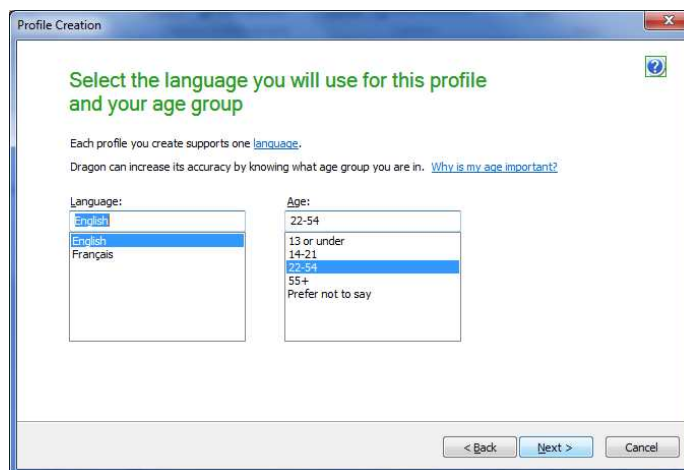 Profile Creation
Select the language you will use for this profile
and your age group
Each profile you create supports one language.
Dragon can increase its accuracy by knowing what age group you are in. Why is my age important?
Language:
English
English
Français
Age:
22-54
13 or under
14-21
22-54
55+
Prefer not to say
< Back
Next >
Cancel